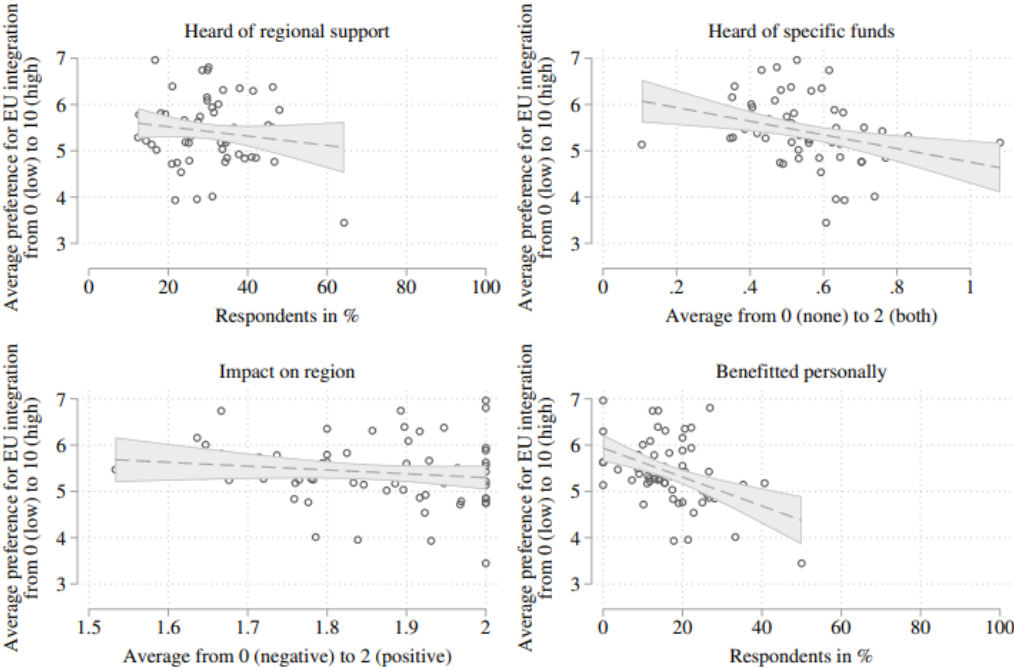 Heard of regional support
Average preference for EU integration
from 0 (low) to 10 (high)
7
6
5
4
3
0 20 40 60 80 100
Respondents in %
Heard of specific funds
Average preference for EU integration
from 0 (low) to 10 (high)
7
6
5
4
3
0 .2 .4 .6 .8 1
Average from 0 (none) to 2 (both)
Impact on region
Average preference for EU integration
from 0 (low) to 10 (high)
7
6
5
4
3
1.5 1.6 1.7 1.8 1.9 2
Average from 0 (negative) to 2 (positive)
Benefitted personally
Average preference for EU integration
from 0 (low) to 10 (high)
7
6
5
4
3
0 20 40 60 80 100
Respondents in %